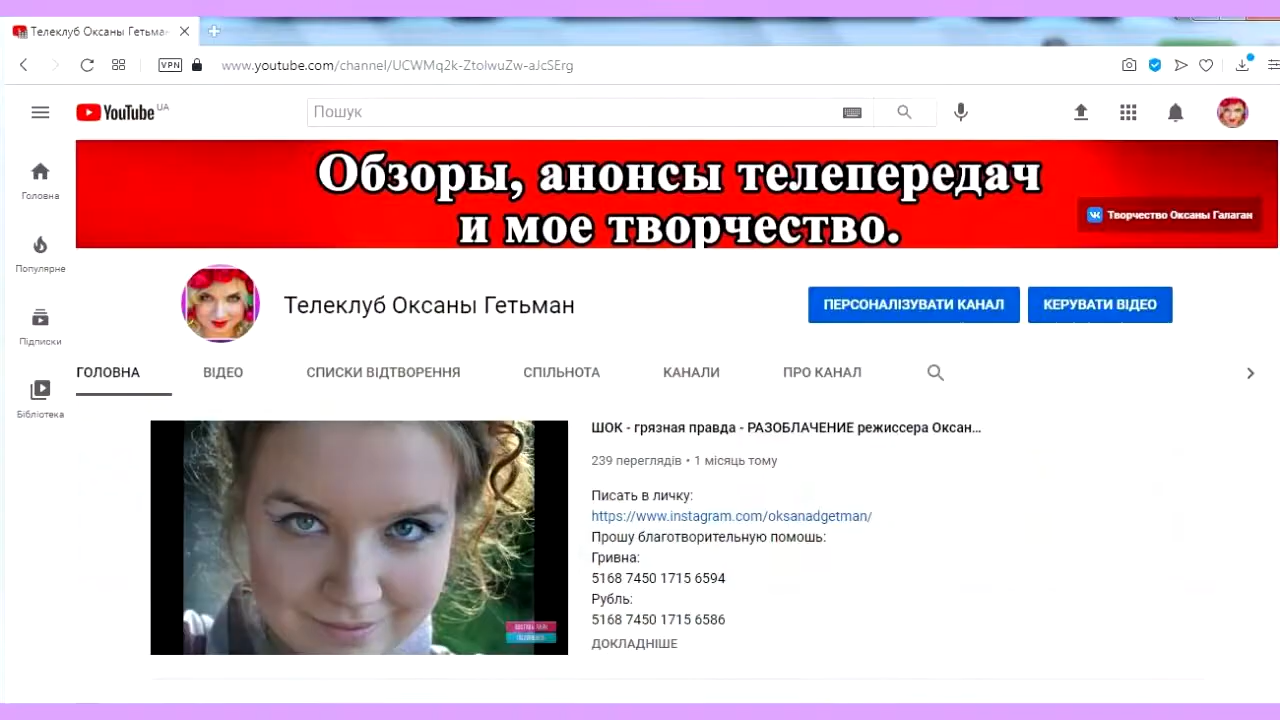 Телеклуб Оксаны Гетьма
VPN
www.youtube.com/channel/UCWMq2k-ZtoIwuZw-aJcSErg
YouTube UA
Пошук
Обзоры, анонсы телепередач
и мое творчество.
Творчество Оксаны Галаган
Головна
Популярне
Підписки
Бібліотека
Телеклуб Оксаны Гетьман
ПЕРСОНАЛІЗУВАТИ КАНАЛ
КЕРУВАТИ ВІДЕО
ГОЛОВНА
ВІДЕО
СПИСКИ ВІДТВОРЕННЯ
СПІЛЬНОТА
КАНАЛИ
ПРО КАНАЛ
ШОК - грязная правда - РАЗОБЛАЧЕНИЕ режиссера Оксан...
239 переглядів • 1 місяць тому
Писать в личку:
https://www.instagram.com/oksanadgetman/
Прошу благотворительную помощь:
Гривна:
5168 7450 1715 6594
Рубль:
5168 7450 1715 6586
ДОКЛАДНІШЕ